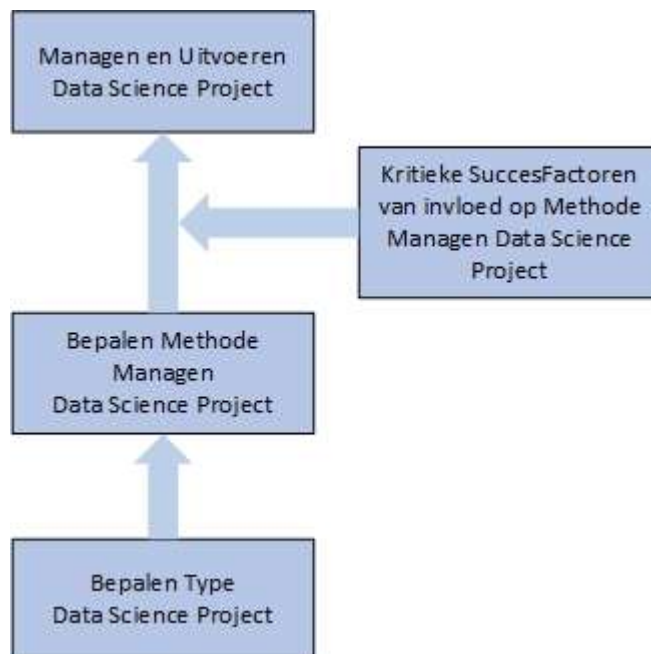 Managen en Uitvoeren
Data Science Project
Kritieke SuccesFactoren
van invloed op Methode
Managen Data Science
Project
Bepalen Methode
Managen
Data Science Project
Bepalen Type
Data Science Project